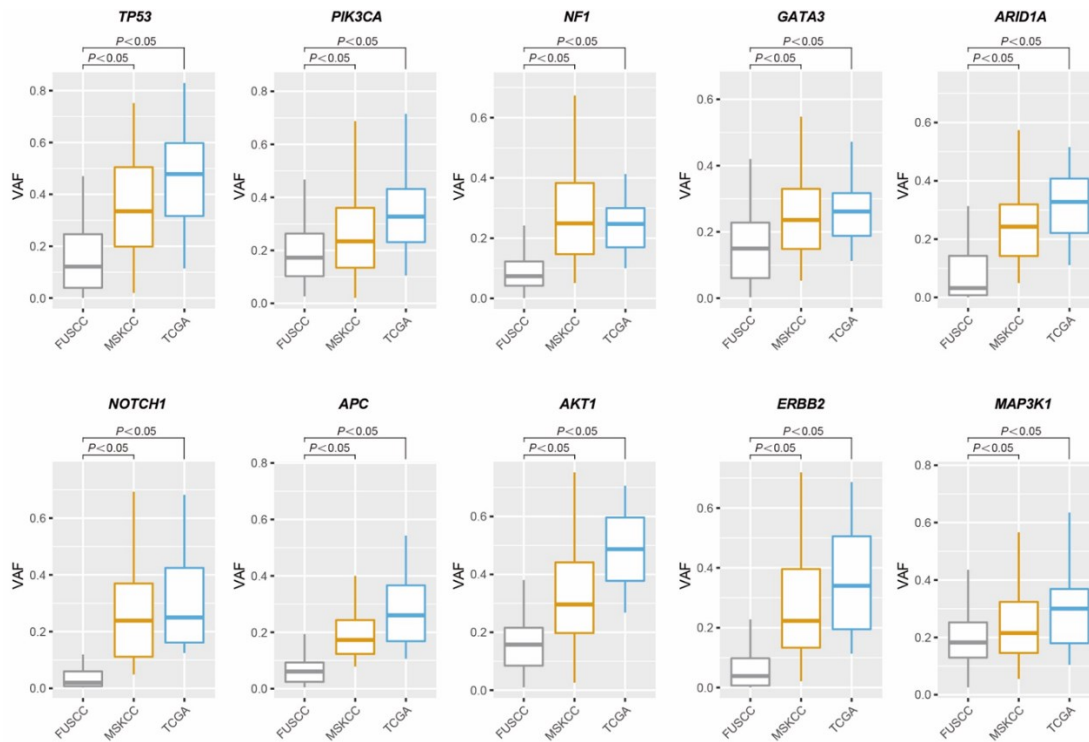 TP53
P<0.05
P<0.05
VAF
0.8
0.6
0.4
0.2
0.0
FUSCC
MSKCC
TCGA
PIK3CA
P<0.05
P<0.05
VAF
0.8
0.6
0.4
0.2
0.0
FUSCC
MSKCC
TCGA
NF1
P<0.05
P<0.05
VAF
0.6
0.4
0.2
0.0
FUSCC
MSKCC
TCGA
GATA3
P<0.05
P<0.05
VAF
0.6
0.4
0.2
0.0
FUSCC
MSKCC
TCGA
ARID1A
P<0.05
P<0.05
VAF
0.6
0.4
0.2
0.0
FUSCC
MSKCC
TCGA
NOTCH1
P<0.05
P<0.05
VAF
0.6
0.4
0.2
0.0
FUSCC
MSKCC
TCGA
APC
P<0.05
P<0.05
VAF
0.8
0.6
0.4
0.2
0.0
FUSCC
MSKCC
TCGA
AKT1
P<0.05
P<0.05
VAF
0.6
0.4
0.2
0.0
FUSCC
MSKCC
TCGA
ERBB2
P<0.05
P<0.05
VAF
0.6
0.4
0.2
0.0
FUSCC
MSKCC
TCGA
MAP3K1
P<0.05
P<0.05
VAF
0.8
0.6
0.4
0.2
0.0
FUSCC
MSKCC
TCGA